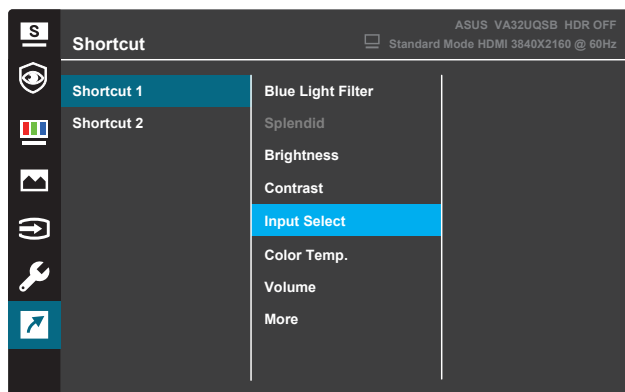 S
ASUS VA32UQSB HDR OFF
Shortcut
Standard Mode HDMI 3840X2160 @ 60Hz
Shortcut 1
Blue Light Filter
Shortcut 2
Splendid
Brightness
Contrast
Input Select
Color Temp.
Volume
More